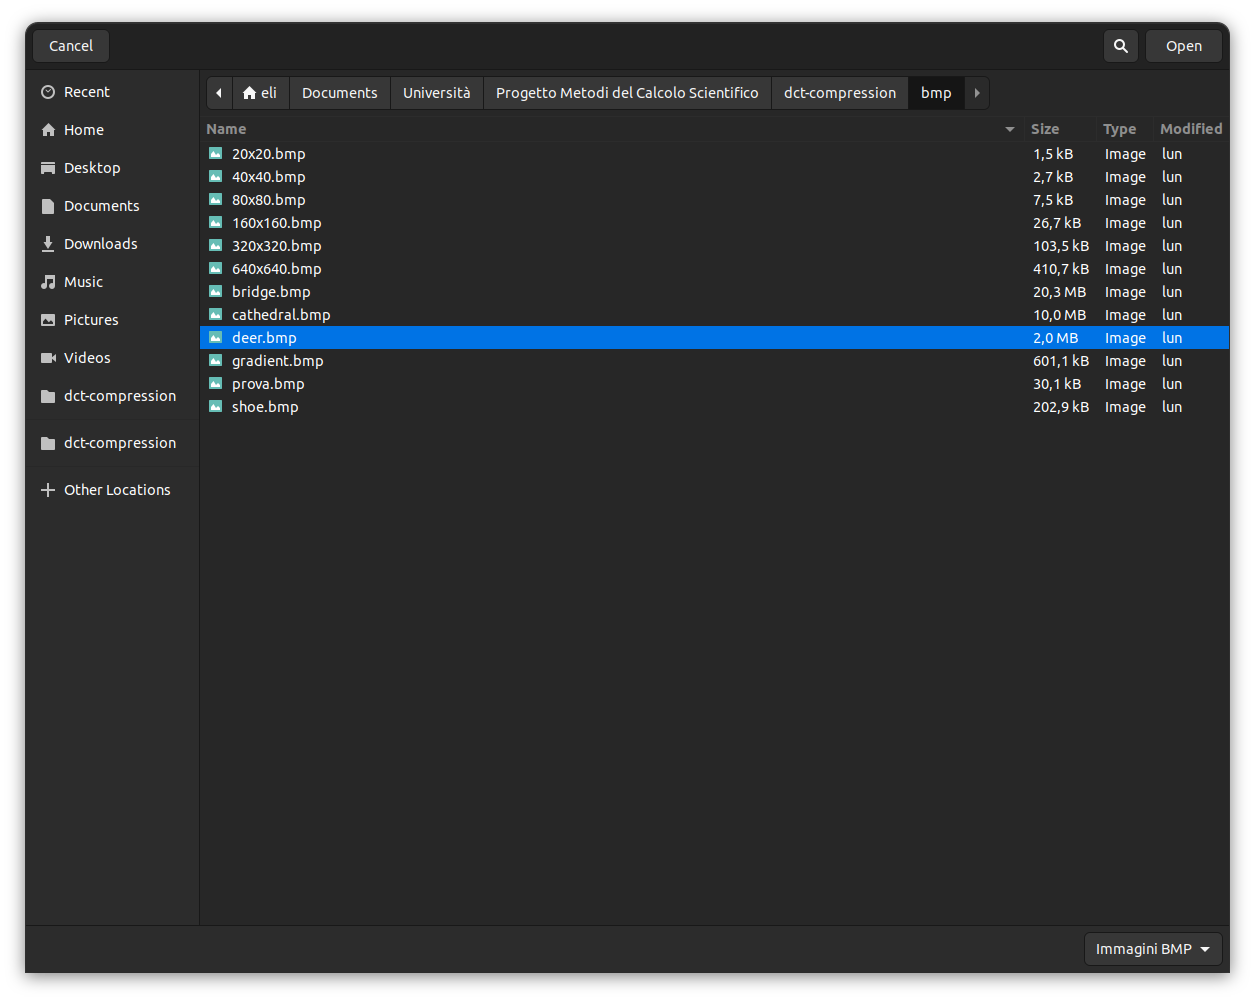 Cancel Open
Recent
Home
Desktop
Documents
Downloads
Music
Pictures
Videos
dct-compression
dct-compression
Other Locations
eli Documents Università Progetto Metodi del Calcolo Scientifico dct-compression bmp
Name Size Type Modified
20x20.bmp 1,5 kB Image lun
40x40.bmp 2,7 kB Image lun
80x80.bmp 7,5 kB Image lun
160x160.bmp 26,7 kB Image lun
320x320.bmp 103,5 kB Image lun
640x640.bmp 410,7 kB Image lun
bridge.bmp 20,3 MB Image lun
cathedral.bmp 10,0 MB Image lun
deer.bmp 2,0 MB Image lun
gradient.bmp 601,1 kB Image lun
prova.bmp 30,1 kB Image lun
shoe.bmp 202,9 kB Image lun
Immagini BMP